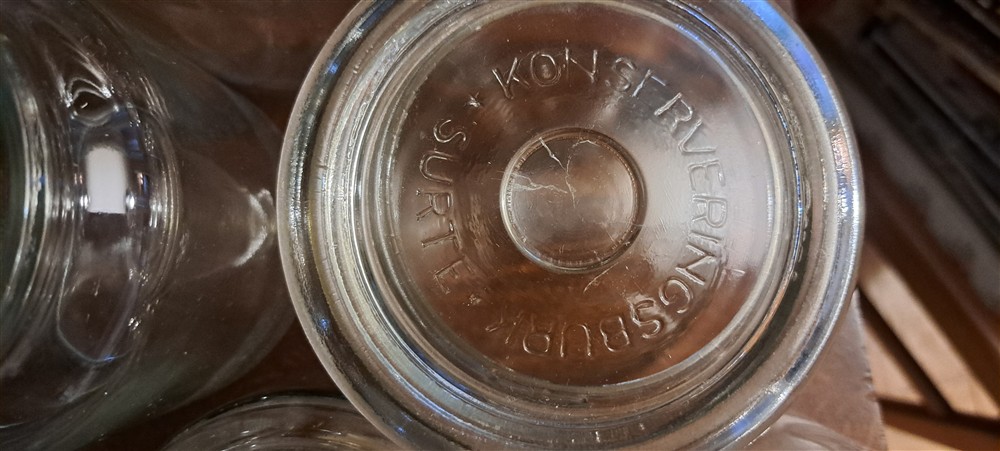 * KONSERVERINGSBURK *
SURTE